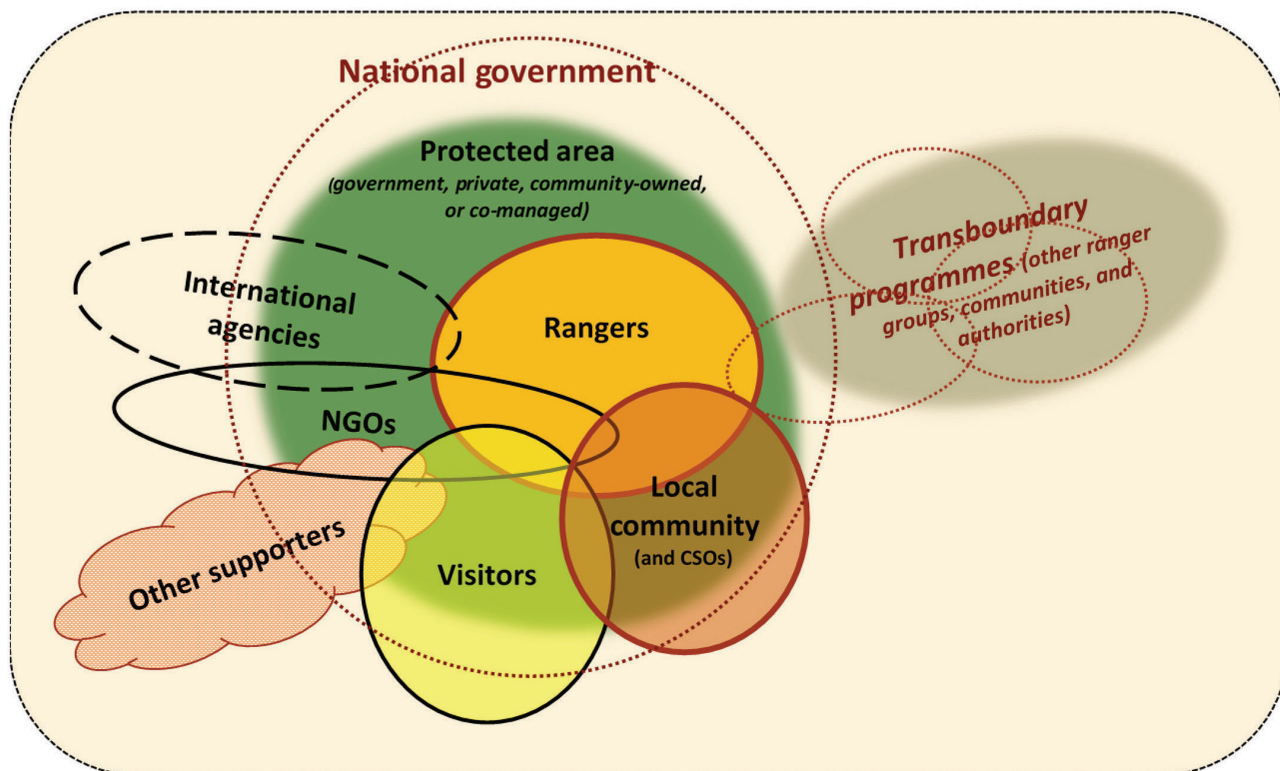 National government
Protected area
(government, private, community-owned,
or co-managed)
International
agencies
Rangers
Transboundary
programmes (other ranger
groups, communities, and
authorities)
NGOs
Local
community
(and CSOs)
Other supporters
Visitors